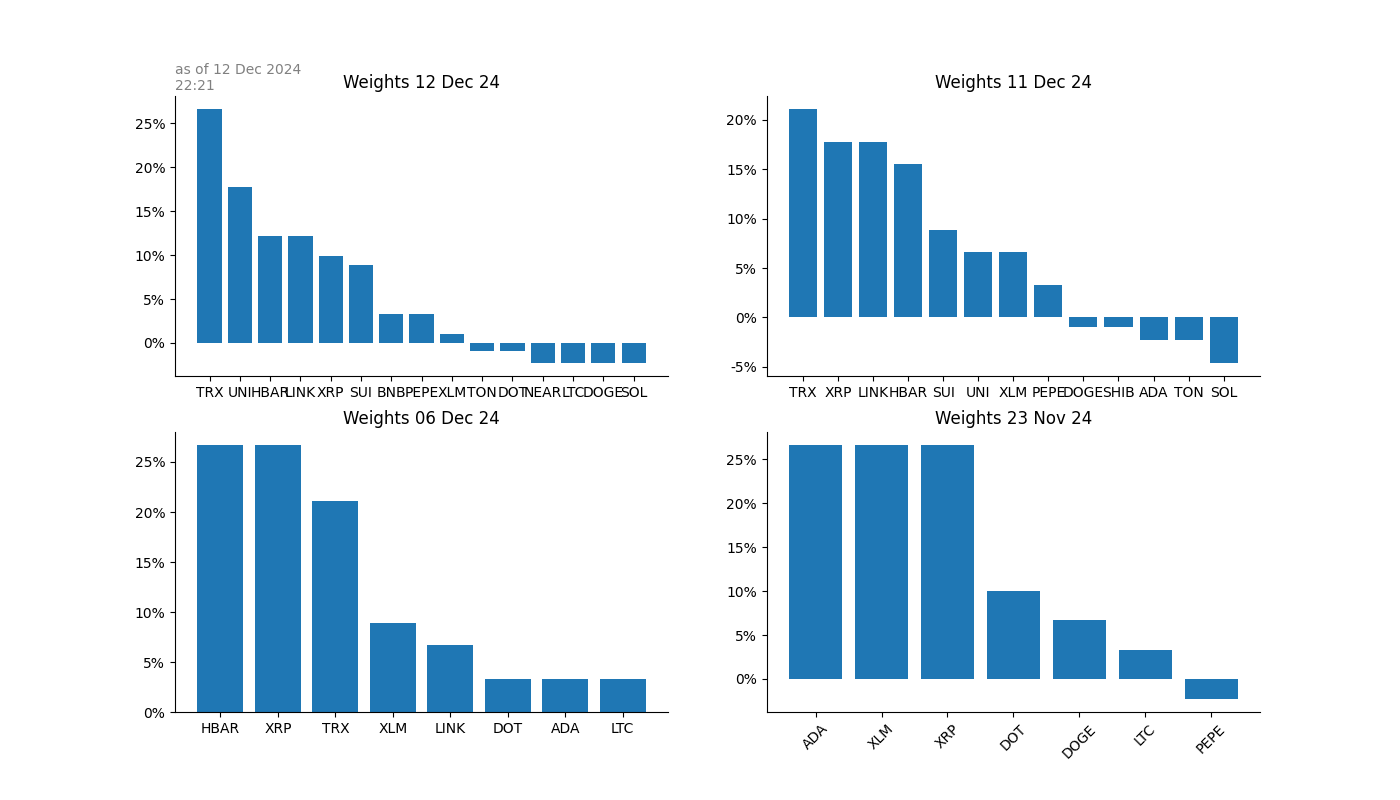 as of 12 Dec 2024
22:21
Weights 12 Dec 24
25%
20%
15%
10%
5%
0%
TRX UNI HBAR LINK XRP SUI BNB PEPE XLM TON DOT NEAR LTC DOGE SOL
Weights 11 Dec 24
20%
15%
10%
5%
0%
-5%
TRX XRP LINK HBAR SUI UNI XLM PEPE DOGE SHIB ADA TON SOL
Weights 06 Dec 24
25%
20%
15%
10%
5%
0%
HBAR XRP TRX XLM LINK DOT ADA LTC
Weights 23 Nov 24
25%
20%
15%
10%
5%
0%
ADA XLM XRP DOT DOGE LTC PEPE